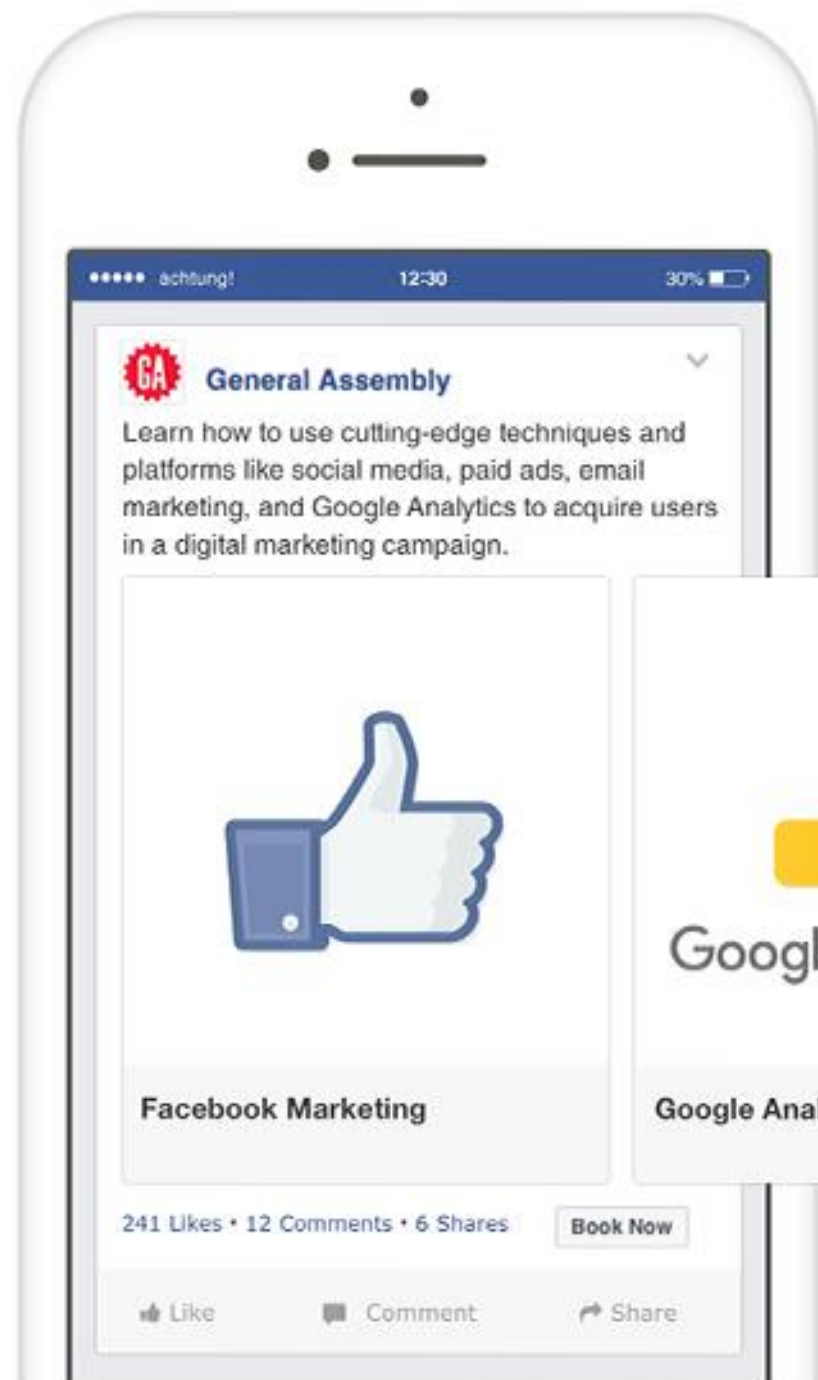 achtung! 12:30 30%
GA General Assembly
Learn how to use cutting-edge techniques and
platforms like social media, paid ads, email
marketing, and Google Analytics to acquire users
in a digital marketing campaign.
Googl
Facebook Marketing
Google Anal
241 Likes • 12 Comments • 6 Shares Book Now
Like Comment Share